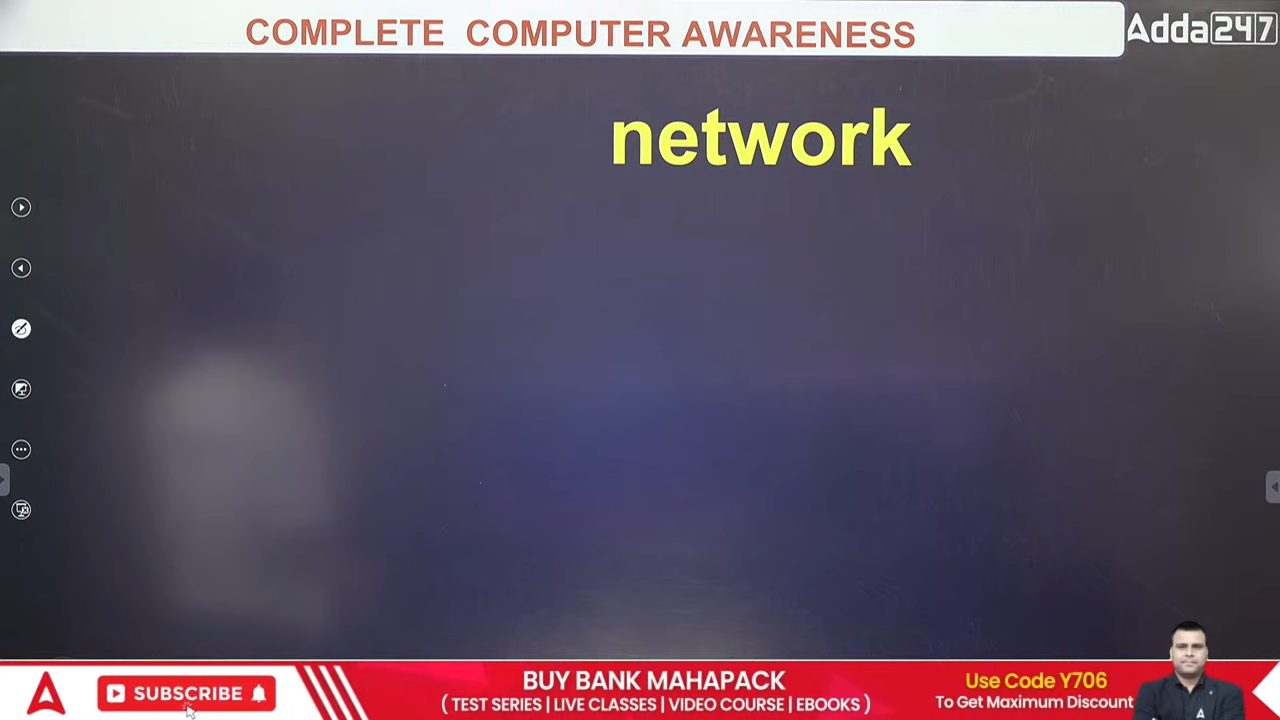 COMPLETE COMPUTER AWARENESS
Adda247
network
SUBSCRIBE
BUY BANK MAHAPACK
( TEST SERIES | LIVE CLASSES | VIDEO COURSE | EBOOKS )
Use Code Y706
To Get Maximum Discount